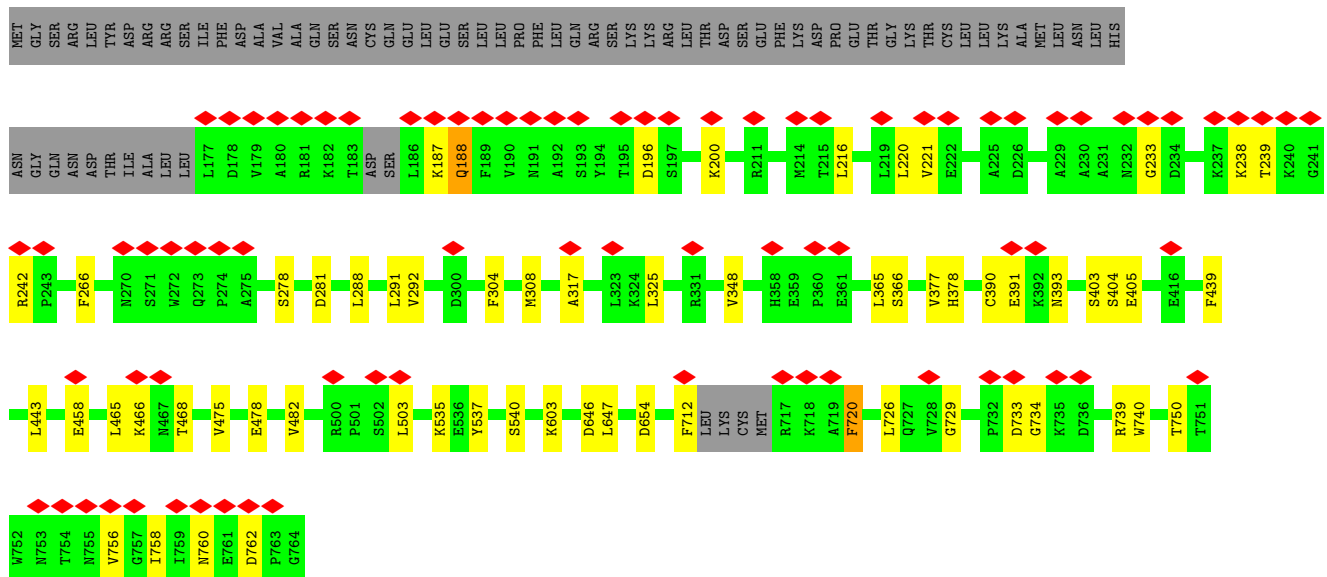 MET GLY SER ARG LEU TYR ASP ARG ARG SER ILE PHE ASP ALA VAL ALA GLN SER ASN CYS GLN GLU LEU GLU SER LEU LEU PRO PHE LEU GLN ARG SER LYS LYS ARG LEU THR ASP SER GLU PHE LYS ASP PRO GLU THR GLY LYS THR CYS LEU LEU LYS ALA MET LEU ASN LEU HIS
ASN GLY GLN ASN ASP THR ILE ALA LEU LEU L177 D178 V179 A180 R181 K182 T183 ASP SER L186 K187 Q188 F189 V190 N191 A192 S193 Y194 T195 D196 S197 K200 R211 M214 T215 L216 L219 L220 V221 E222 A225 D226 A229 A230 A231 N232 G233 D234 K237 K238 T239 K240 G241
R242 P243 F266 N270 S271 W272 Q273 P274 A275 S278 D281 L288 L291 V292 D300 F304 M308 A317 L323 K324 L325 R331 V348 H358 E359 P360 E361 L365 S366 V377 H378 C390 E391 K392 N393 S403 S404 E405 E416 F439
L443 E458 L465 K466 N467 T468 V475 E478 V482 R500 P501 S502 L503 K535 E536 Y537 S540 K603 D646 L647 D654 F712 LEU LYS CYS MET R717 K718 A719 F720 L726 Q727 V728 G729 P732 D733 G734 K735 D736 R739 W740 T750 T751
W752 N753 T754 N755 V756 G757 I758 I759 N760 E761 D762 P763 G764